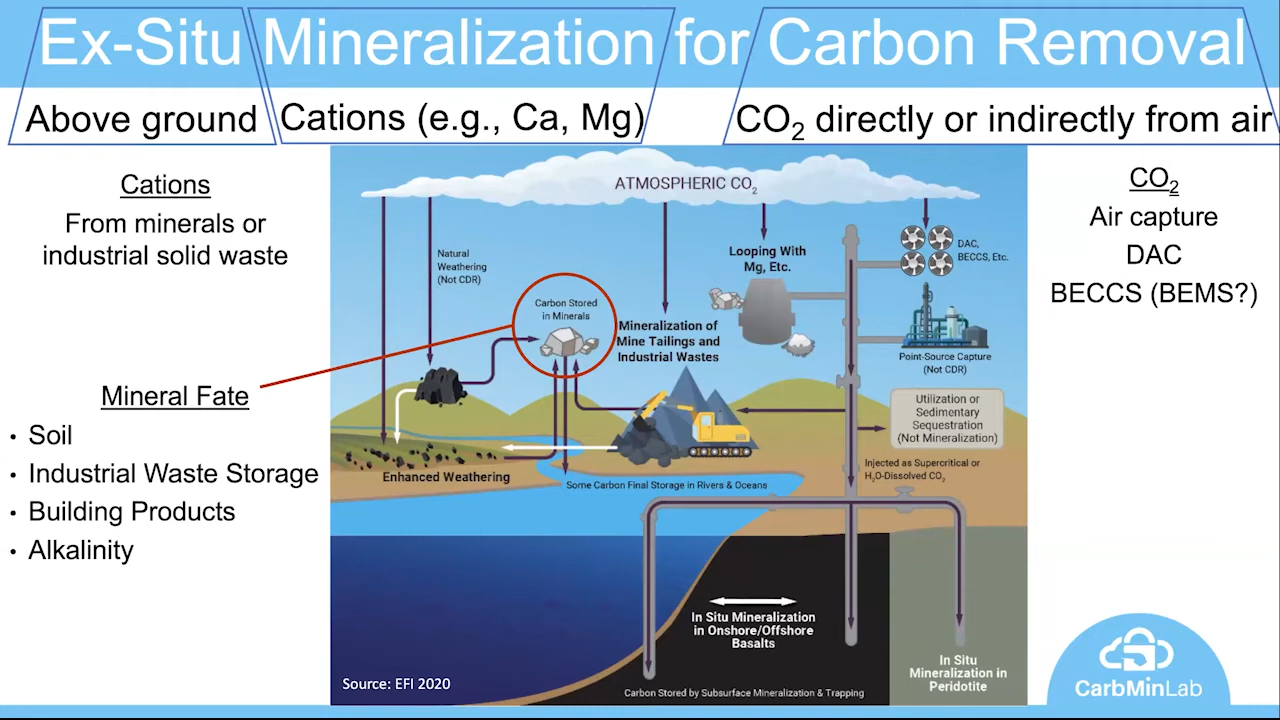 Ex-Situ Mineralization for Carbon Removal
Above ground
Cations (e.g., Ca, Mg)
CO2 directly or indirectly from air
Cations
From minerals or
industrial solid waste
Mineral Fate
• Soil
• Industrial Waste Storage
• Building Products
• Alkalinity
ATMOSPHERIC CO2
Natural
Weathering
(Not CDR)
Carbon Stored
in Minerals
Mineralization of
Mine Tailings and
Industrial Wastes
Looping With
Mg, Etc.
DAC,
BECCS, Etc.
Point-Source Capture
(Not CDR)
Utilization or
Sedimentary
Sequestration
(Not Mineralization)
Injected as Supercritical or
H2O-Dissolved CO2
Enhanced Weathering
Some Carbon Final Storage in Rivers & Oceans
In Situ Mineralization
in Onshore/Offshore
Basalts
In Situ
Mineralization in
Peridotite
Source: EFI 2020
Carbon Stored by Subsurface Mineralization & Trapping
CO2
Air capture
DAC
BECCS (BEMS?)
CarbMinLab